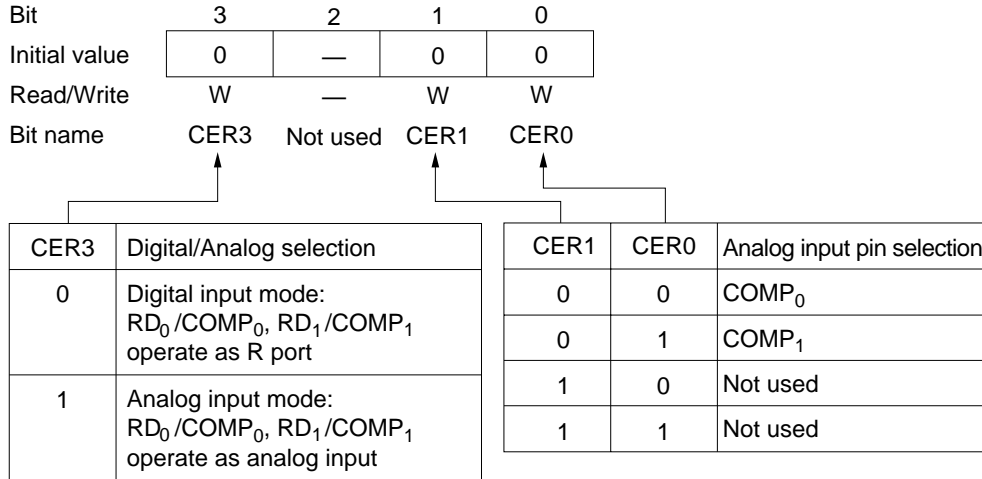 Bit 3 2 1 0
Initial value 0 — 0 0
Read/Write W — W W
Bit name CER3 Not used CER1 CER0
CER3 Digital/Analog selection
0 Digital input mode:
RD0/COMP0, RD1/COMP1
operate as R port
1 Analog input mode:
RD0/COMP0, RD1/COMP1
operate as analog input
CER1 CER0 Analog input pin selection
0 0 COMP0
0 1 COMP1
1 0 Not used
1 1 Not used